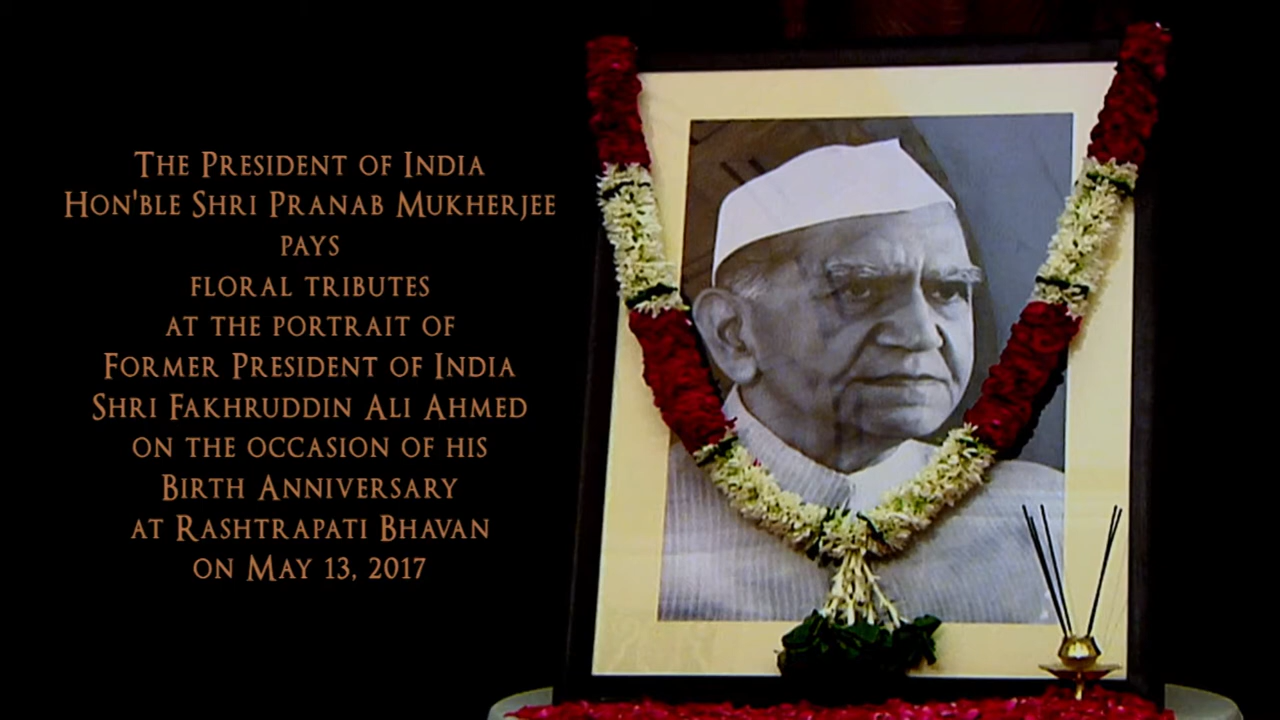 The President of India
Hon'ble Shri Pranab Mukherjee
pays
floral tributes
at the portrait of
Former President of India
Shri Fakhruddin Ali Ahmed
on the occasion of his
Birth Anniversary
at Rashtrapati Bhavan
on May 13, 2017